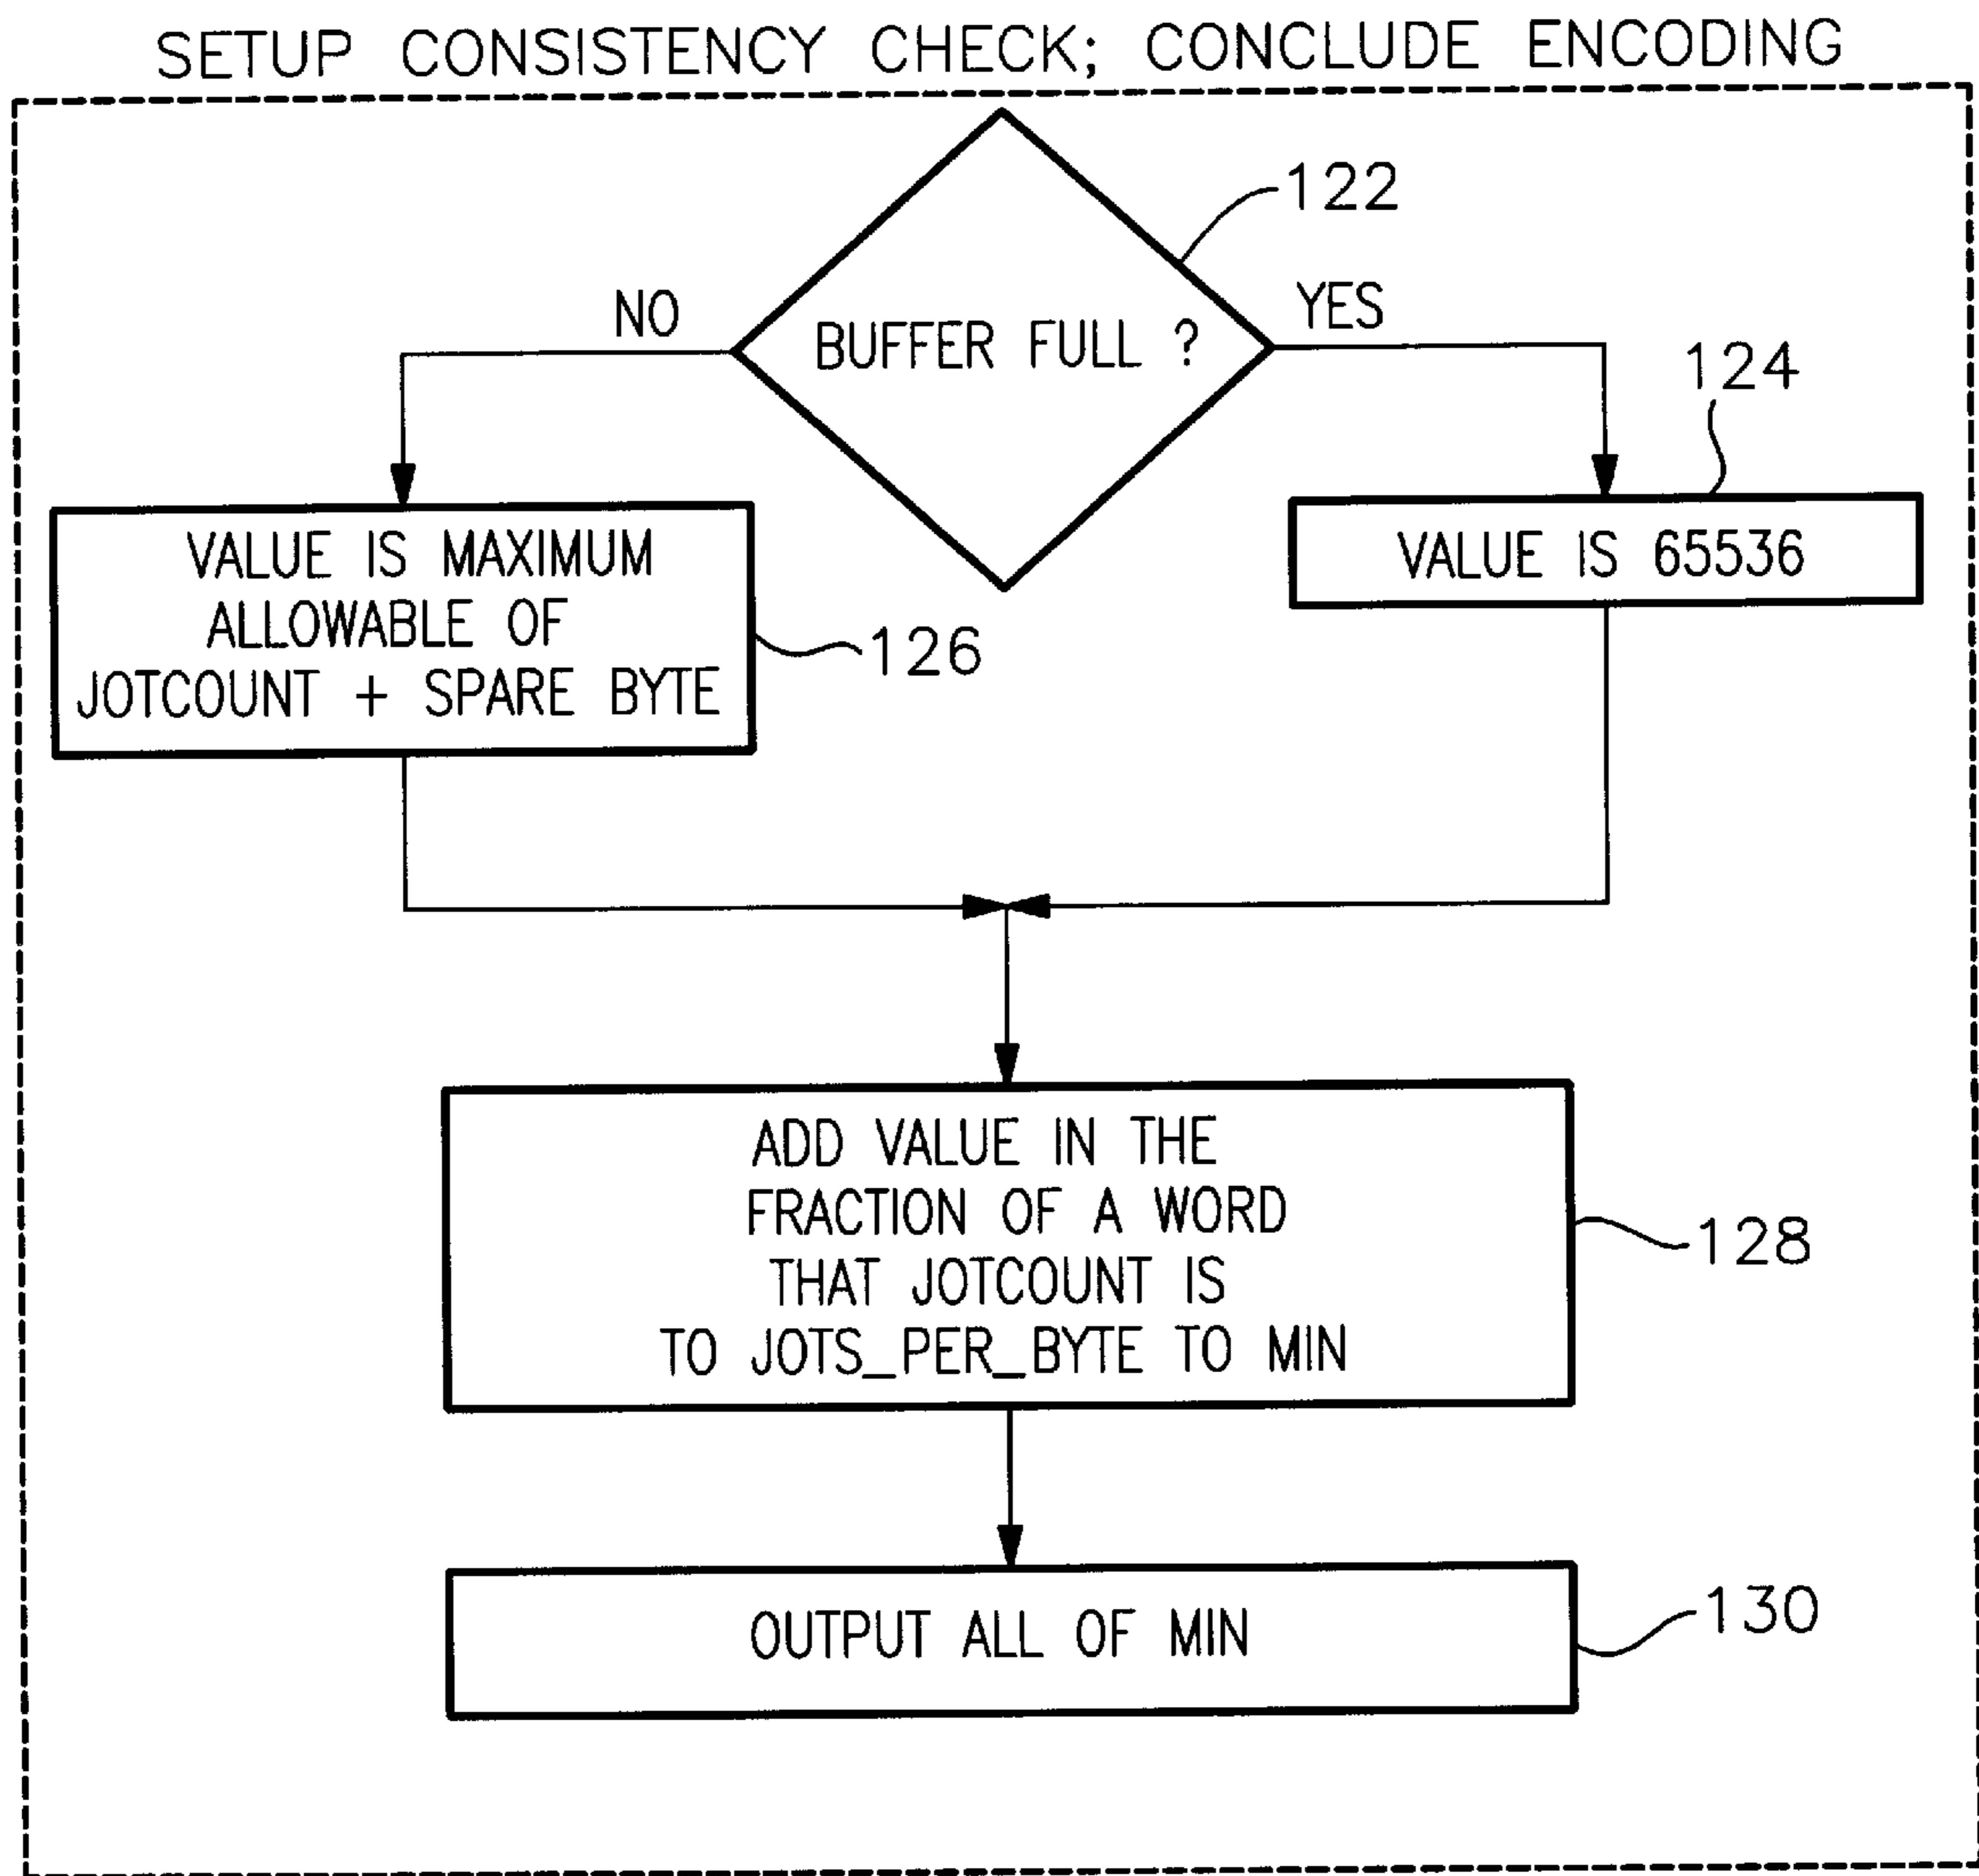 SETUP CONSISTENCY CHECK; CONCLUDE ENCODING
122
NO
YES
BUFFER FULL ?
124
VALUE IS MAXIMUM
ALLOWABLE OF
JOTCOUNT + SPARE BYTE
126
VALUE IS 65536
ADD VALUE IN THE
FRACTION OF A WORD
THAT JOTCOUNT IS
TO JOTS_PER_BYTE TO MIN
128
OUTPUT ALL OF MIN
130